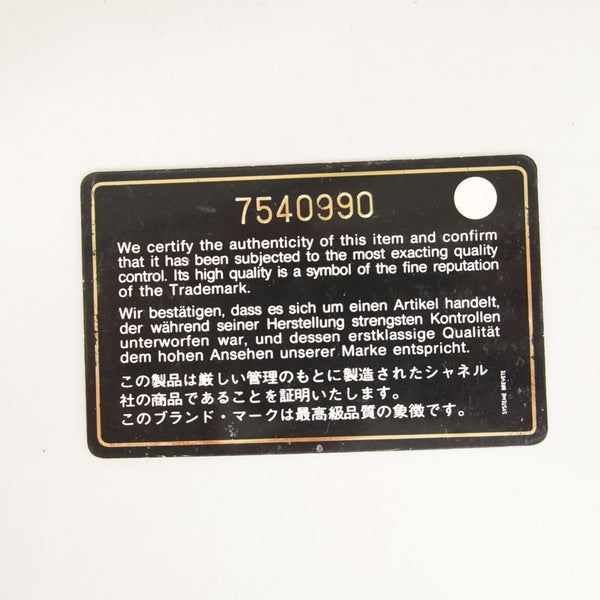 7540990
We certify the authenticity of this item and confirm
that it has been subjected to the most exacting quality
control. Its high quality is a symbol of the fine reputation
of the Trademark.
Wir bestätigen, dass es sich um einen Artikel handelt,
der während seiner Herstellung strengsten Kontrollen
unterworfen war, und dessen erstklassige Qualität
dem hohen Ansehen unserer Marke entspricht.
この製品は厳しい管理のもとに製造されたシャネル
社の商品であることを証明いたします。
このブランド・マークは最高級品質の象徴です。
SYSTEME BREVETE